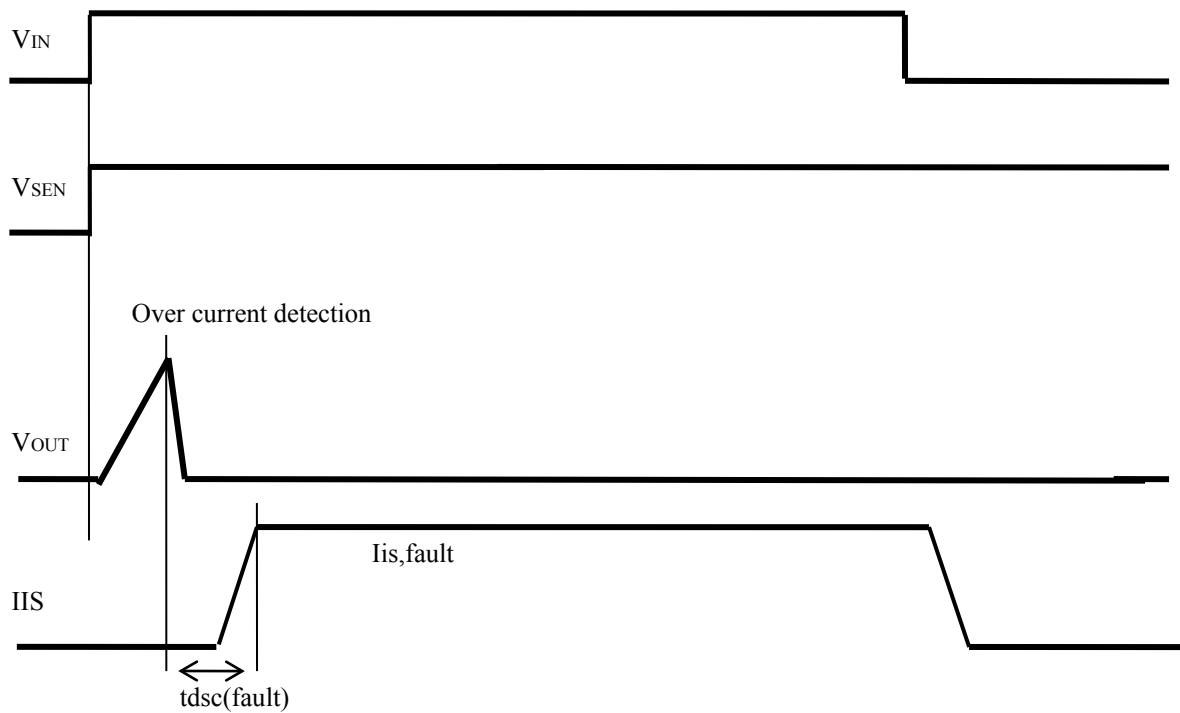 VIN
VSEN
Over current detection
VOUT
Iis,fault
IIS
tdsc(fault)